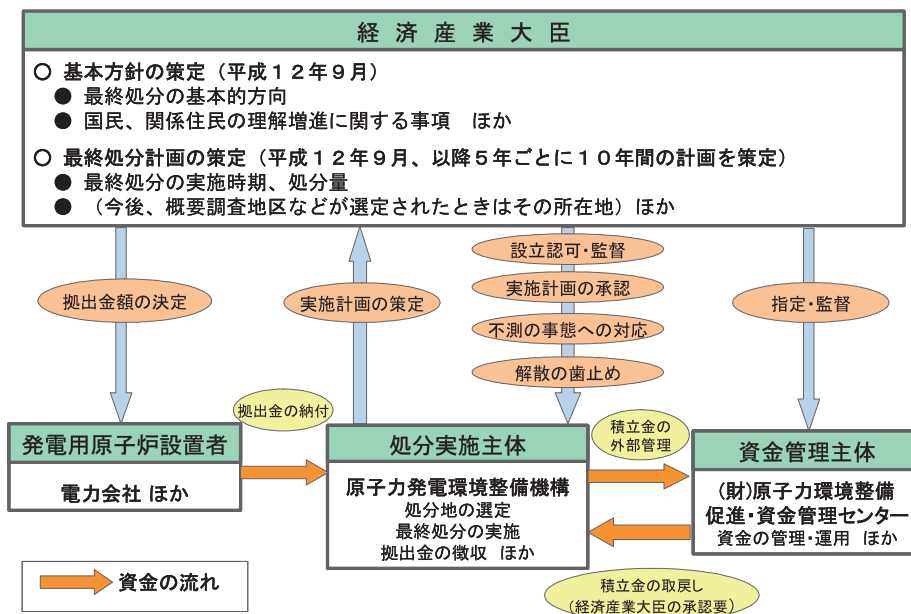 経済産業大臣
○ 基本方針の策定（平成１２年９月）
● 最終処分の基本的方向
● 国民、関係住民の理解増進に関する事項　ほか
○ 最終処分計画の策定（平成１２年９月、以降５年ごとに１０年間の計画を策定）
● 最終処分の実施時期、処分量
● （今後、概要調査地区などが選定されたときはその所在地）ほか
拠出金額の決定
実施計画の策定
設立認可・監督
実施計画の承認
不測の事態への対応
解散の歯止め
指定・監督
発電用原子炉設置者
電力会社 ほか
拠出金の納付
処分実施主体
原子力発電環境整備機構
処分地の選定
最終処分の実施
拠出金の徴収 ほか
積立金の
外部管理
資金管理主体
(財)原子力環境整備
促進・資金管理センター
資金の管理・運用 ほか
積立金の取戻し
（経済産業大臣の承認要）
資金の流れ